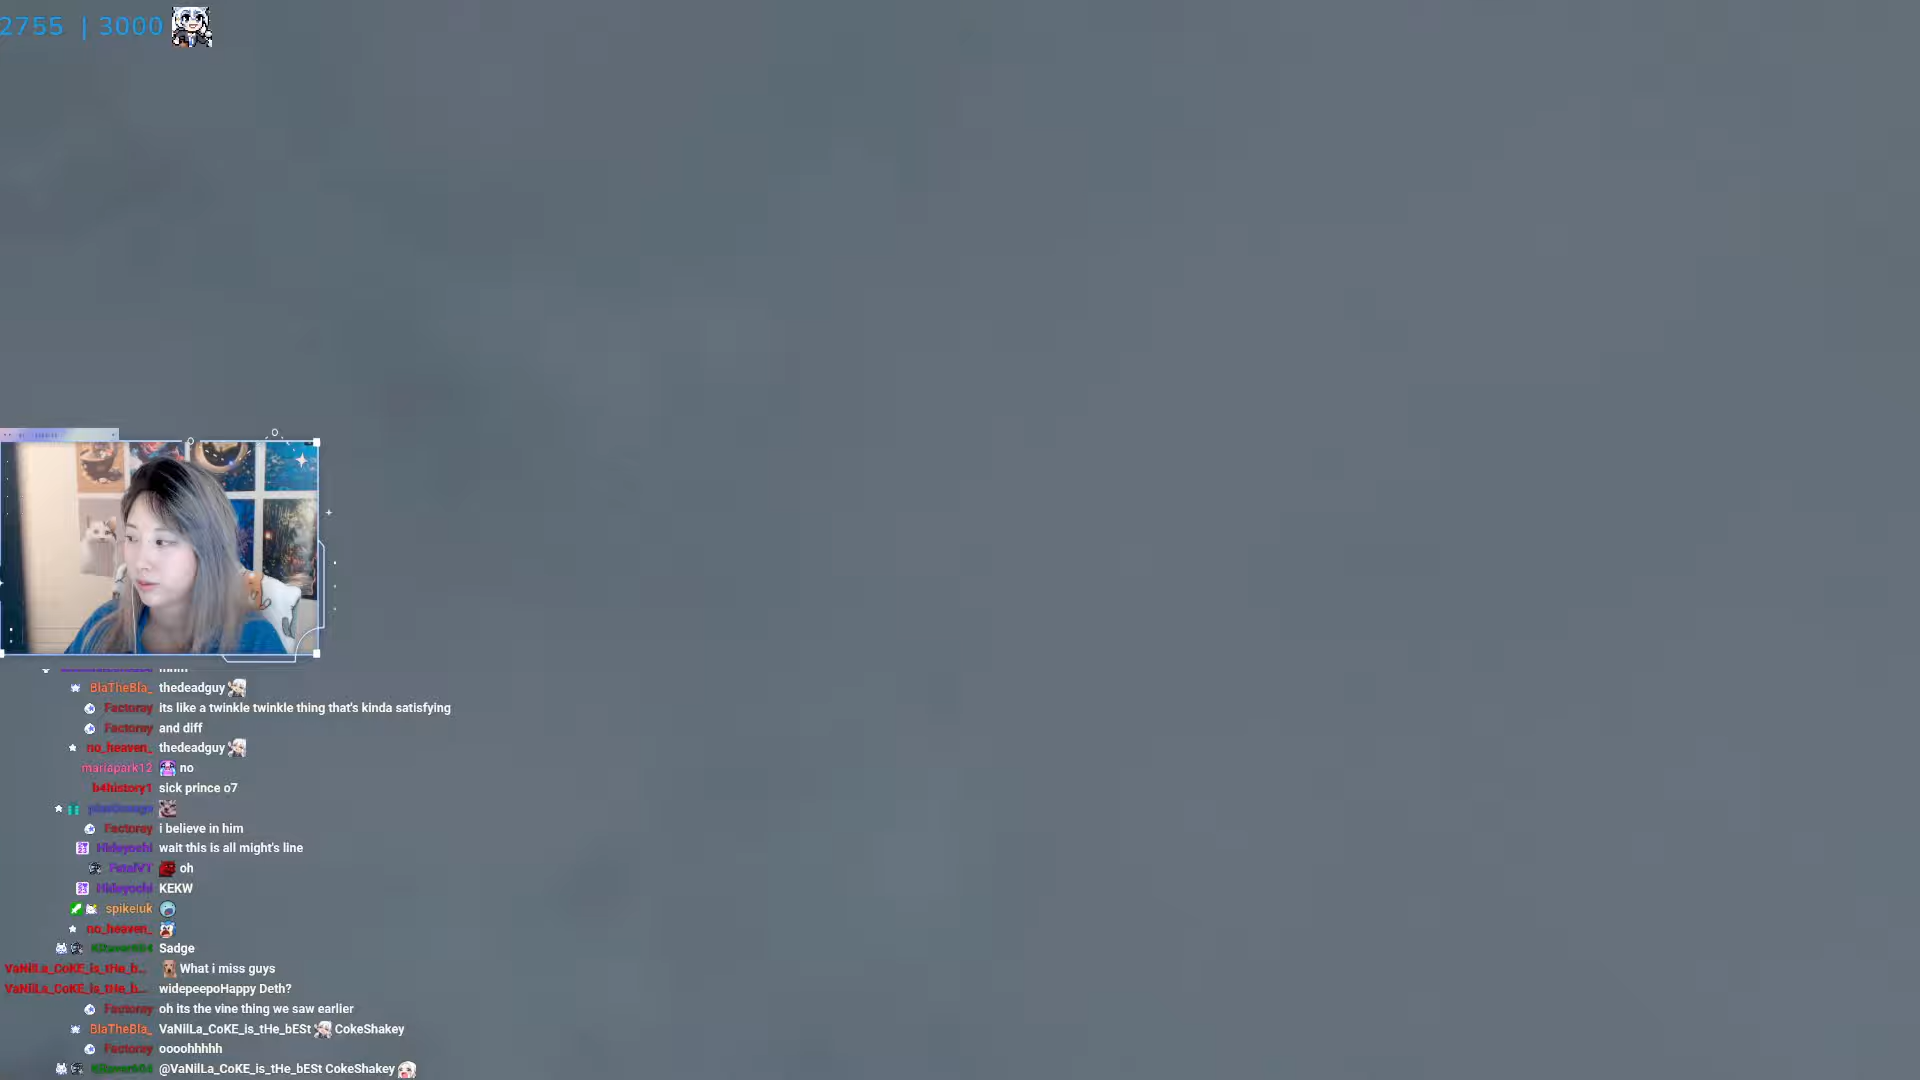 2755 | 3000
BlaTheBla_ thedeadguy
Factoray its like a twinkle twinkle thing that's kinda satisfying
Factoray and diff
no_heaven_ thedeadguy
mariapark12 no
b4history1 sick prince o7
Factoray i believe in him
Hideyoshi wait this is all might's line
oh
Hideyoshi KEKW
spikeluk
no_heaven_
Sadge
VaNilLa_CoKE_is_tHe_b... What i miss guys
VaNilLa_CoKE_is_tHe_b... widepeepoHappy Deth?
Factoray oh its the vine thing we saw earlier
BlaTheBla_ VaNilLa_CoKE_is_tHe_bESt CokeShakey
Factoray oooohhhhh
@VaNilLa_CoKE_is_tHe_bESt CokeShakey